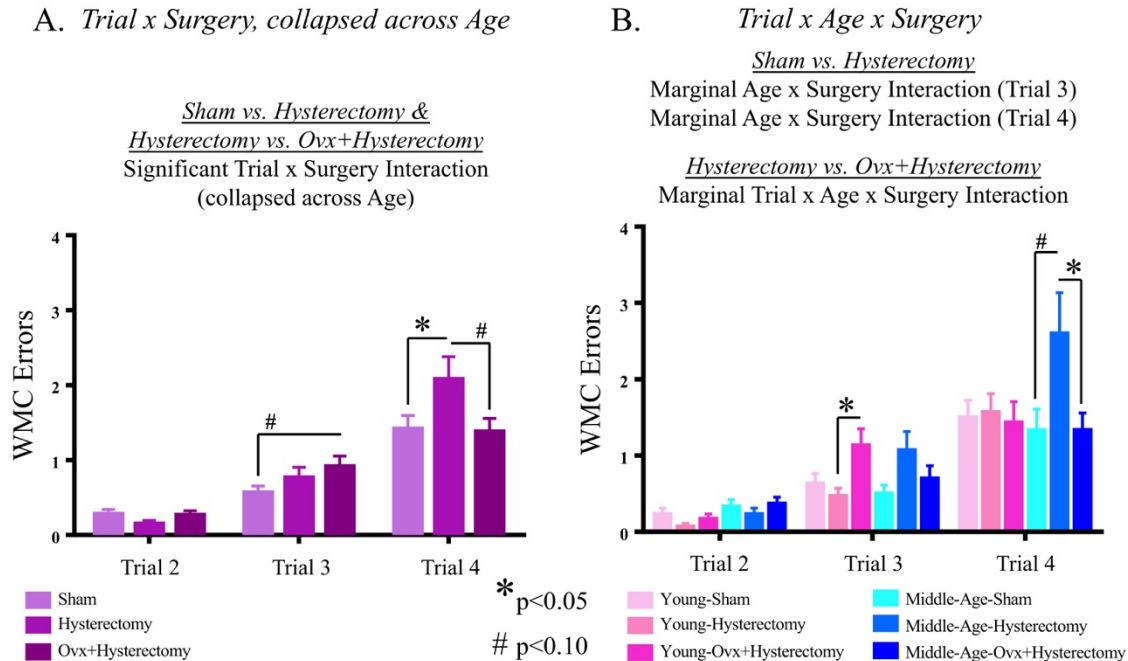 A. Trial x Surgery, collapsed across Age
Sham vs. Hysterectomy &
Hysterectomy vs. Ovx+Hysterectomy
Significant Trial x Surgery Interaction
(collapsed across Age)
4
3
2
1
0
WMC Errors
#
*
#
Trial 2
Trial 3
Trial 4
Sham
Hysterectomy
Ovx+Hysterectomy
* p<0.05
# p<0.10
B. Trial x Age x Surgery
Sham vs. Hysterectomy
Marginal Age x Surgery Interaction (Trial 3)
Marginal Age x Surgery Interaction (Trial 4)
Hysterectomy vs. Ovx+Hysterectomy
Marginal Trial x Age x Surgery Interaction
4
3
2
1
0
WMC Errors
*
#
*
Trial 2
Trial 3
Trial 4
Young-Sham
Young-Hysterectomy
Young-Ovx+Hysterectomy
Middle-Age-Sham
Middle-Age-Hysterectomy
Middle-Age-Ovx+Hysterectomy